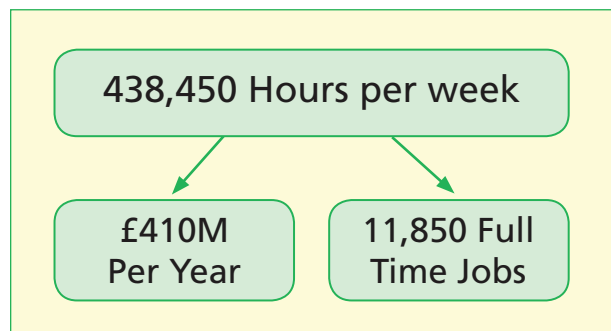 438,450 Hours per week
£410M
Per Year
11,850 Full
Time Jobs